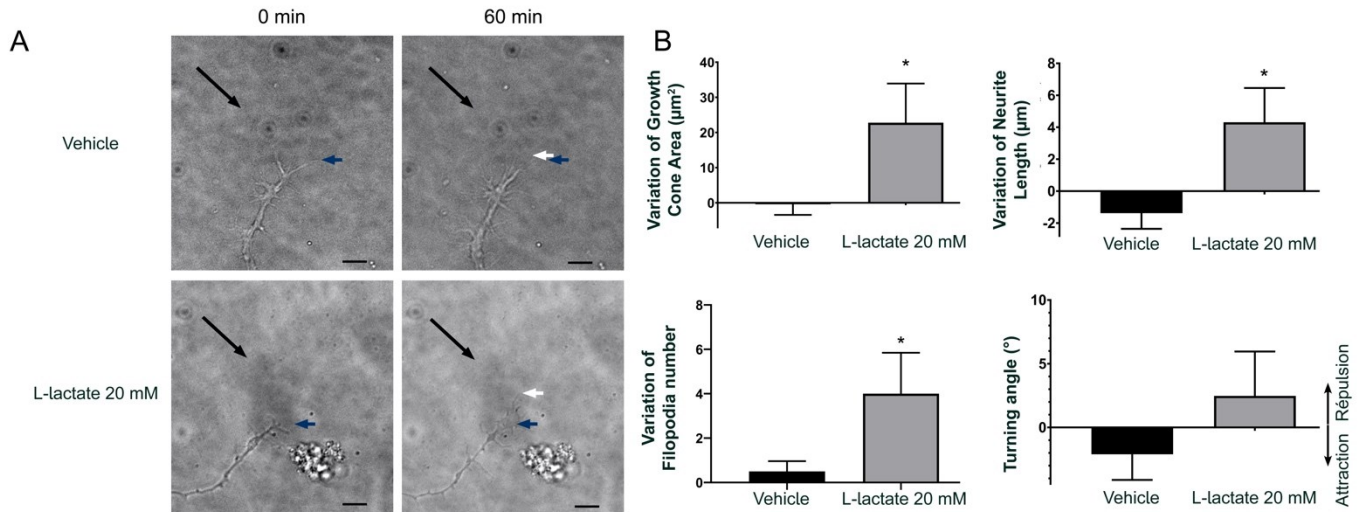 0 min
60 min
A
Vehicle
L-lactate 20 mM
B
Variation of Growth
Cone Area (µm²)
40
30
20
10
0
*
Vehicle
L-lactate 20 mM
Variation of Neurite
Length (µm)
8
6
4
2
0
-2
*
Vehicle
L-lactate 20 mM
Variation of
Filopodia number
8
6
4
2
0
*
Vehicle
L-lactate 20 mM
Turning angle (°)
10
5
0
Vehicle
L-lactate 20 mM
Attraction
Répulsion